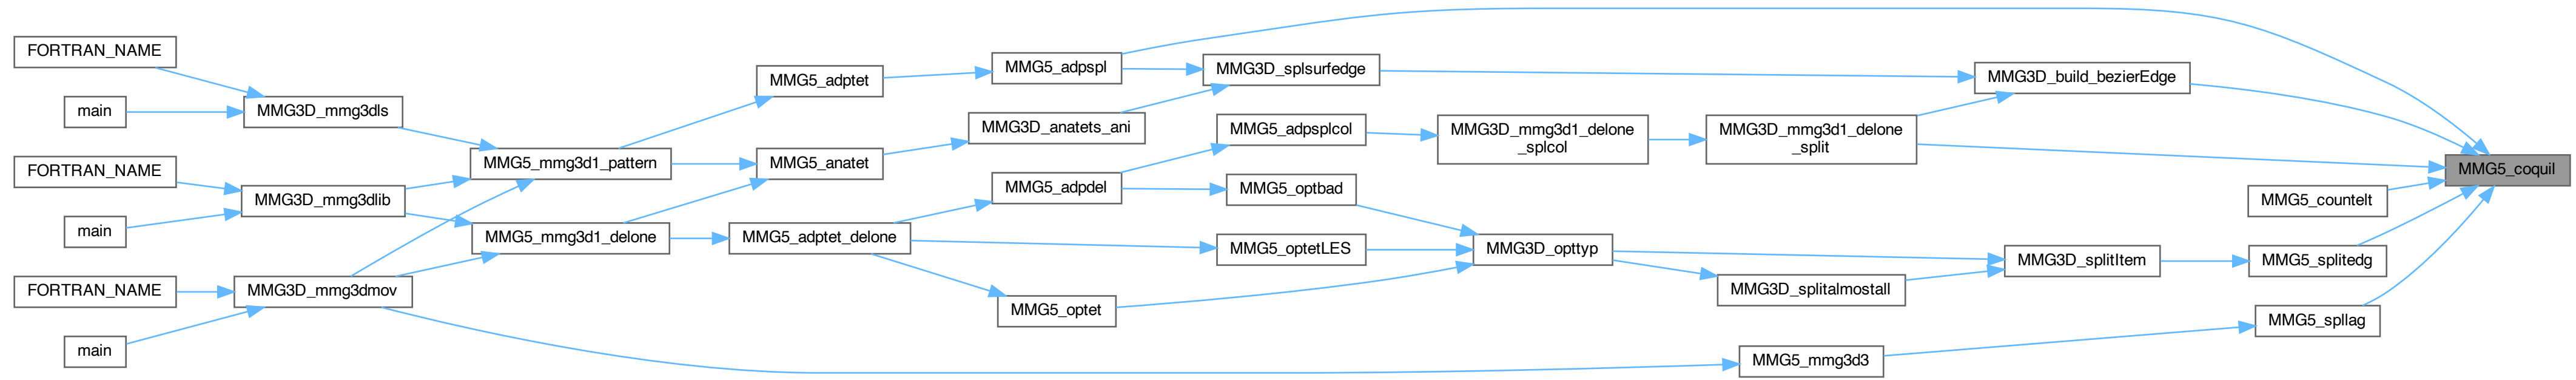 FORTRAN_NAME
main
FORTRAN_NAME
main
FORTRAN_NAME
main
MMG3D_mmg3dls
MMG3D_mmg3dlib
MMG3D_mmg3dmov
MMG5_mmg3d1_pattern
MMG5_mmg3d1_delone
MMG5_adptet
MMG5_anatet
MMG5_adptet_delone
MMG5_adpspl
MMG3D_anatets_ani
MMG5_adpdel
MMG5_optet
MMG3D_splsurfedge
MMG5_adpsplcol
MMG5_optbad
MMG5_optetLES
MMG3D_mmg3d1_delone
_splcol
MMG3D_opttyp
MMG3D_mmg3d1_delone
_split
MMG3D_splitalmostall
MMG5_mmg3d3
MMG3D_build_bezierEdge
MMG3D_splitItem
MMG5_countelt
MMG5_splitedg
MMG5_spllag
MMG5_coquil